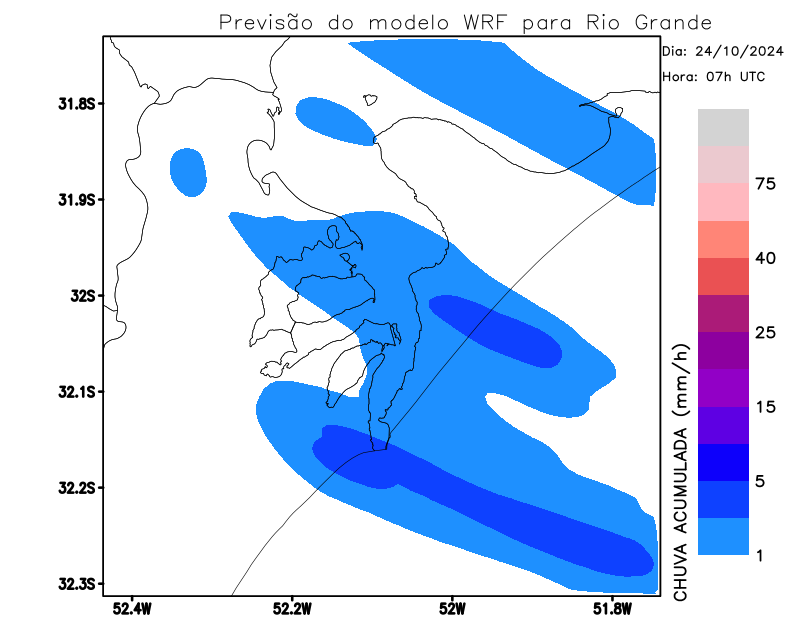 Previsão do modelo WRF para Rio Grande
Dia: 24/10/2024
Hora: 07h UTC
31.8S
31.9S
32S
32.1S
32.2S
32.3S
52.4W
52.2W
52W
51.8W
75
40
25
15
5
1
CHUVA ACUMULADA (mm/h)